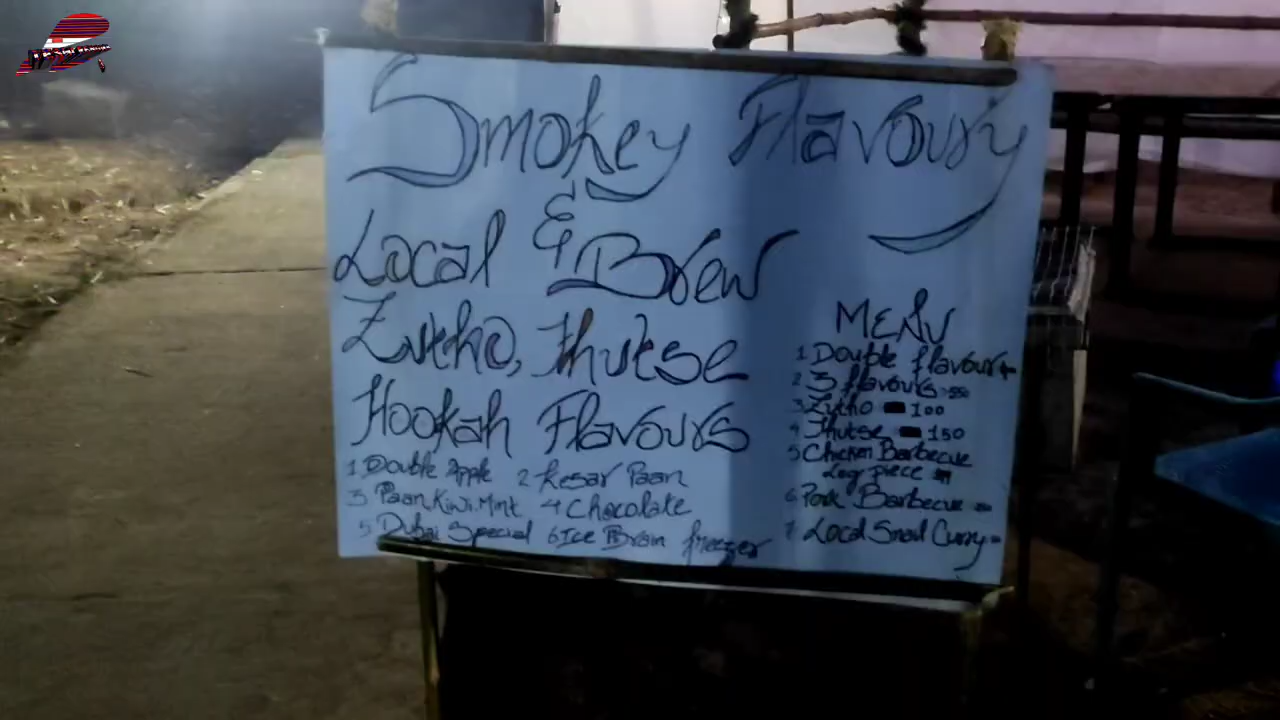 Smokey Flavoury
&
Local Brew
Zutho, Thutse
Hookah Flavours
1 Double Apple 2 Kesar Paan
3 Paan, Kiwi, Mint 4 Chocolate
5 Dubai Special 6 Ice Brain freezer
MENU
1 Double flavour
2 3 flavours
3 Zutho 100
4 Thutse 150
5 Chicken Barbecue
Leg piece
6 Pork Barbecue
7 Local Snail Curry